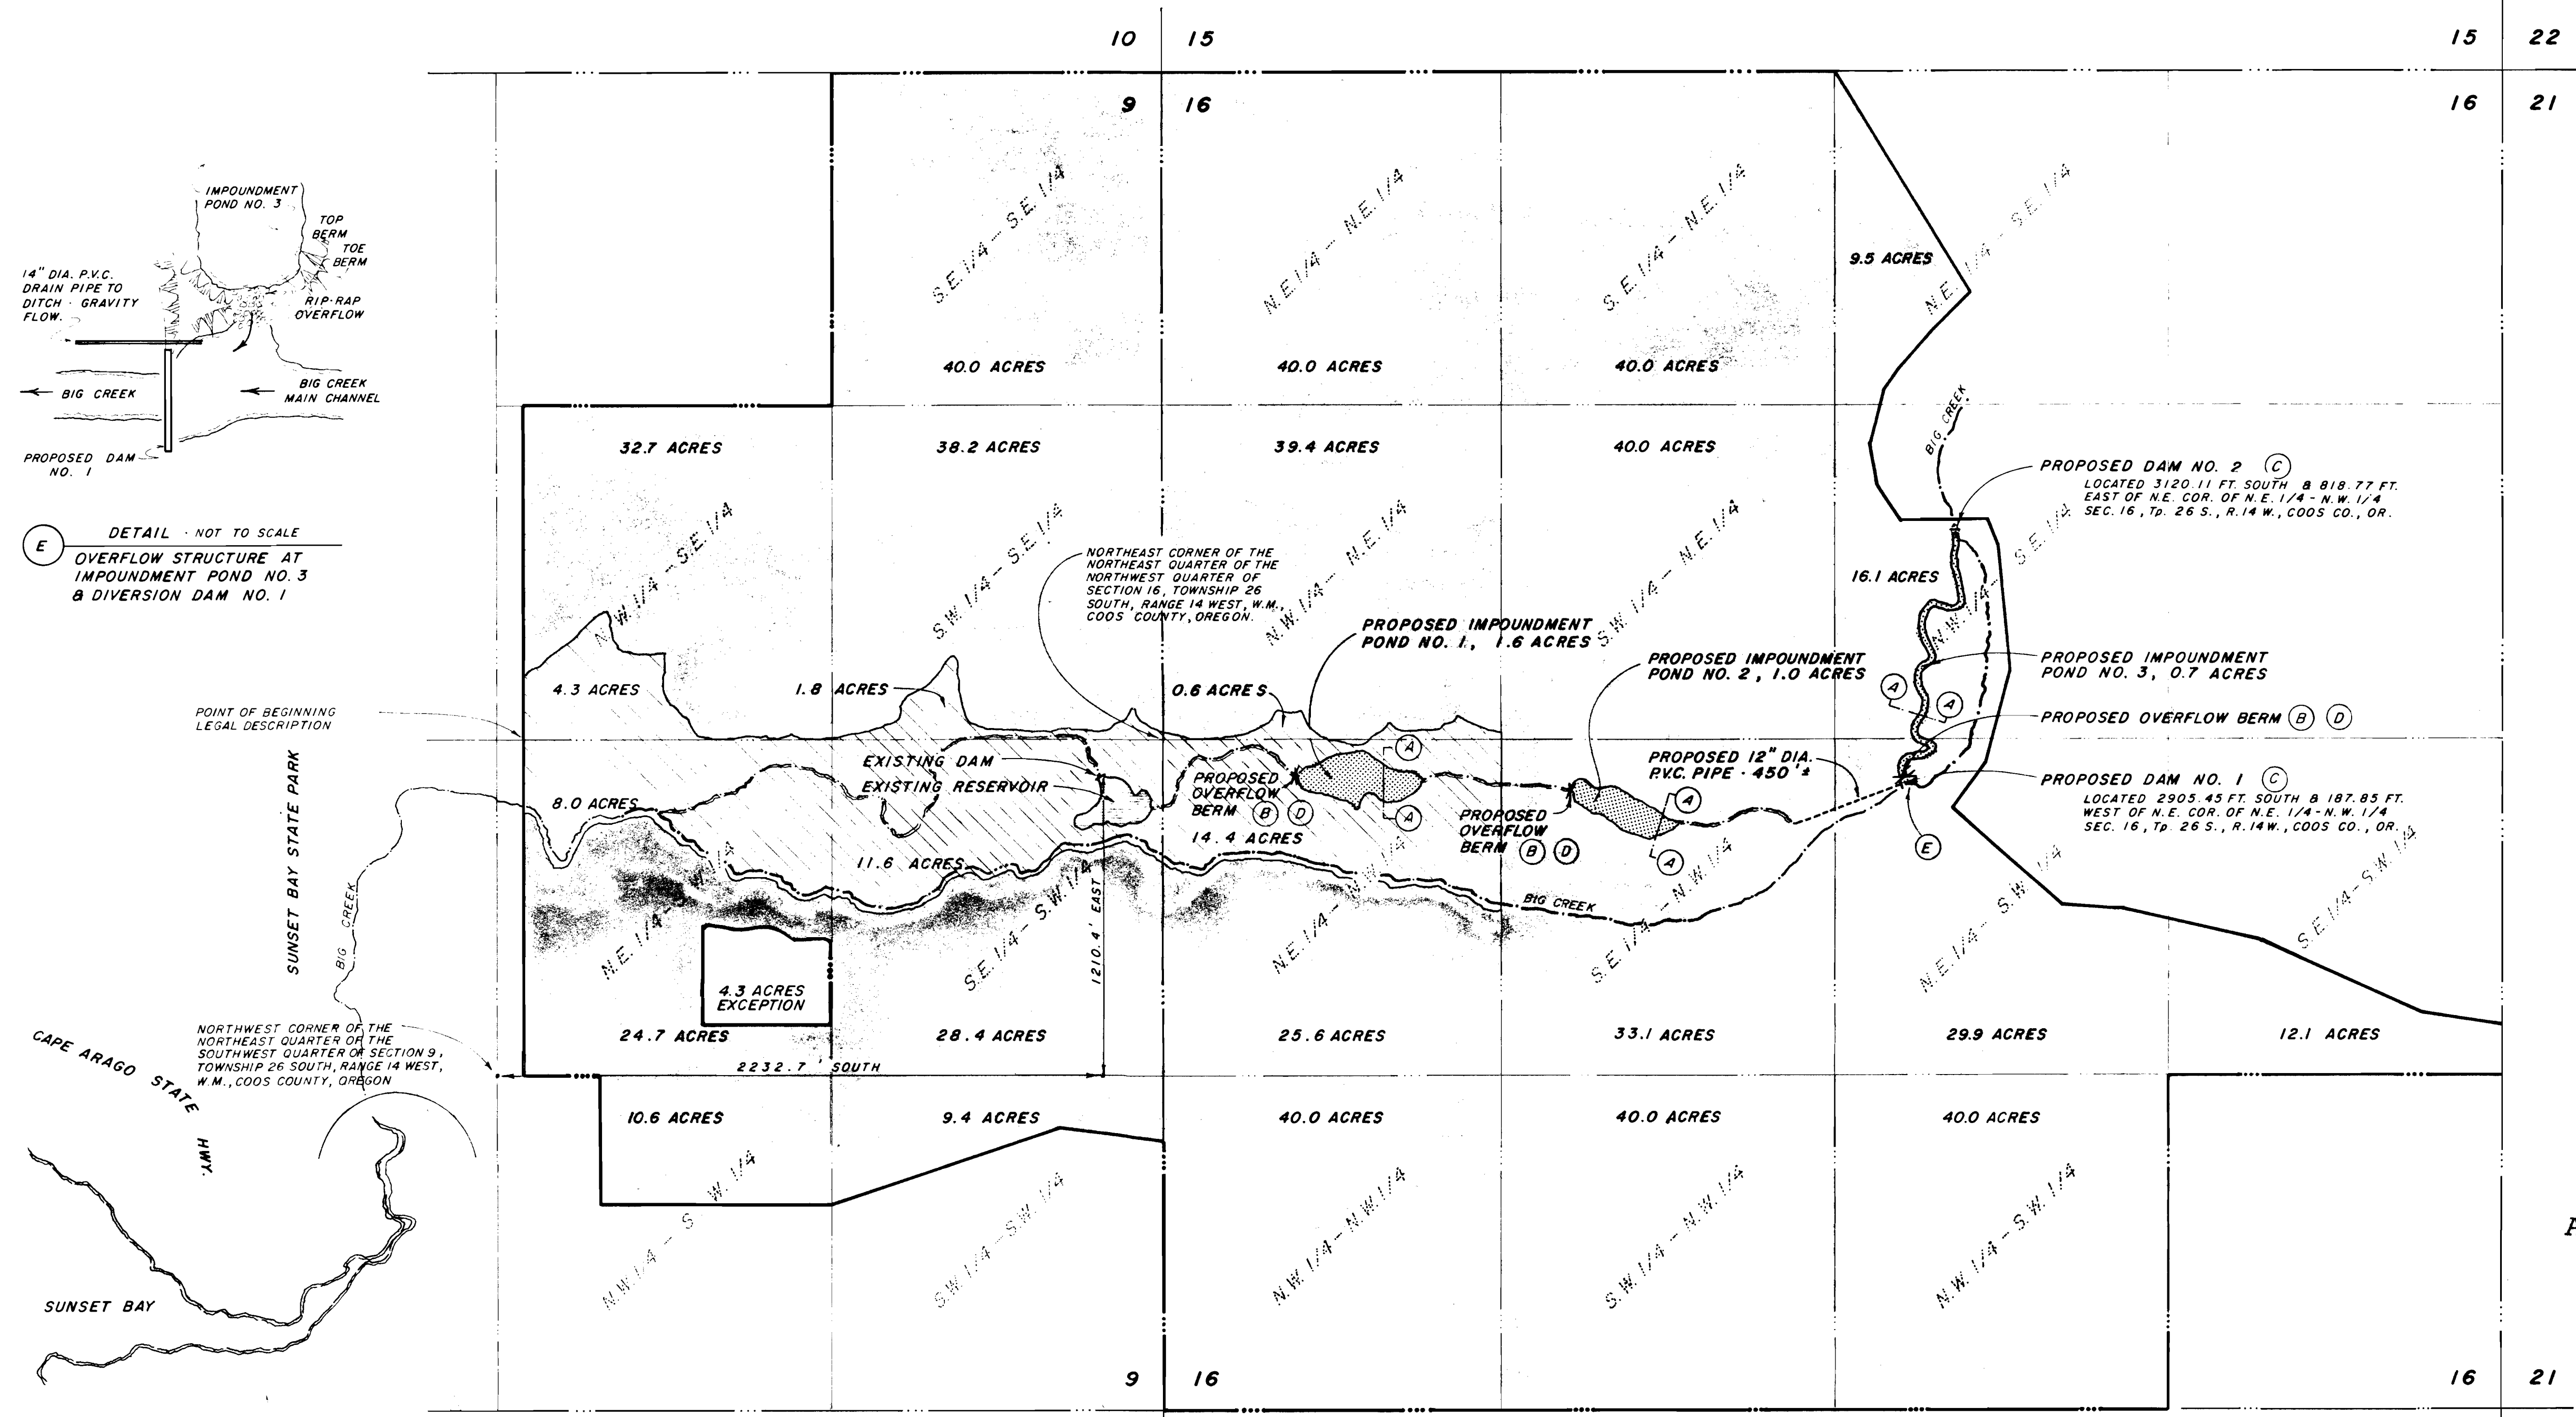 10 15
15 22
9 16
16 21
IMPOUNDMENT
POND NO. 3
TOP
BERM
TOE
BERM
14" DIA. P.V.C.
DRAIN PIPE TO
DITCH - GRAVITY
FLOW.
RIP-RAP
OVERFLOW
BIG CREEK
BIG CREEK
MAIN CHANNEL
PROPOSED DAM
NO. 1
E
DETAIL - NOT TO SCALE
OVERFLOW STRUCTURE AT
IMPOUNDMENT POND NO. 3
& DIVERSION DAM NO. 1
S.E. 1/4 - S.E. 1/4
N.E. 1/4 - N.E. 1/4
S.E. 1/4 - N.E. 1/4
N.E. 1/4 - S.E. 1/4
9.5 ACRES
40.0 ACRES
40.0 ACRES
40.0 ACRES
32.7 ACRES
38.2 ACRES
39.4 ACRES
40.0 ACRES
BIG CREEK
PROPOSED DAM NO. 2 C
LOCATED 3120.11 FT. SOUTH & 818.77 FT.
EAST OF N.E. COR. OF N.E. 1/4 - N.W. 1/4
SEC. 16, Tp. 26 S., R. 14 W., COOS CO., OR.
N.W. 1/4 - S.E. 1/4
S.W. 1/4 - S.E. 1/4
N.W. 1/4 - N.E. 1/4
S.W. 1/4 - N.E. 1/4
N.W. 1/4 - S.E. 1/4
NORTHEAST CORNER OF THE
NORTHEAST QUARTER OF THE
NORTHWEST QUARTER OF
SECTION 16, TOWNSHIP 26
SOUTH, RANGE 14 WEST, W.M.,
COOS COUNTY, OREGON.
16.1 ACRES
PROPOSED IMPOUNDMENT
POND NO. 1, 1.6 ACRES
PROPOSED IMPOUNDMENT
POND NO. 2, 1.0 ACRES
PROPOSED IMPOUNDMENT
POND NO. 3, 0.7 ACRES
A
A
4.3 ACRES
1.8 ACRES
0.6 ACRES
PROPOSED OVERFLOW BERM B D
POINT OF BEGINNING
LEGAL DESCRIPTION
SUNSET BAY STATE PARK
EXISTING DAM
EXISTING RESERVOIR
PROPOSED
OVERFLOW
BERM B D
A
A
PROPOSED 12" DIA.
P.V.C. PIPE - 450'±
PROPOSED DAM NO. 1 C
LOCATED 2905.45 FT. SOUTH & 187.85 FT.
WEST OF N.E. COR. OF N.E. 1/4 - N.W. 1/4
SEC. 16, Tp. 26 S., R. 14 W., COOS CO., OR.
8.0 ACRES
14.4 ACRES
PROPOSED
OVERFLOW
BERM B D
A
A
E
11.6 ACRES
BIG CREEK
BIG CREEK
N.E. 1/4 - S.W. 1/4
S.E. 1/4 - S.W. 1/4
N.E. 1/4 - N.W. 1/4
S.E. 1/4 - N.W. 1/4
N.E. 1/4 - S.W. 1/4
S.E. 1/4 - S.W. 1/4
1210.4' EAST
4.3 ACRES
EXCEPTION
24.7 ACRES
28.4 ACRES
25.6 ACRES
33.1 ACRES
29.9 ACRES
12.1 ACRES
CAPE ARAGO STATE HWY.
NORTHWEST CORNER OF THE
NORTHEAST QUARTER OF THE
SOUTHWEST QUARTER OF SECTION 9,
TOWNSHIP 26 SOUTH, RANGE 14 WEST,
W.M., COOS COUNTY, OREGON
2232.7' SOUTH
10.6 ACRES
9.4 ACRES
40.0 ACRES
40.0 ACRES
40.0 ACRES
N.W. 1/4 - S W. 1/4
S.W. 1/4 - S.W. 1/4
N.W. 1/4 - N.W. 1/4
S.W. 1/4 - N.W. 1/4
N.W. 1/4 - S.W. 1/4
SUNSET BAY
9 16
16 21